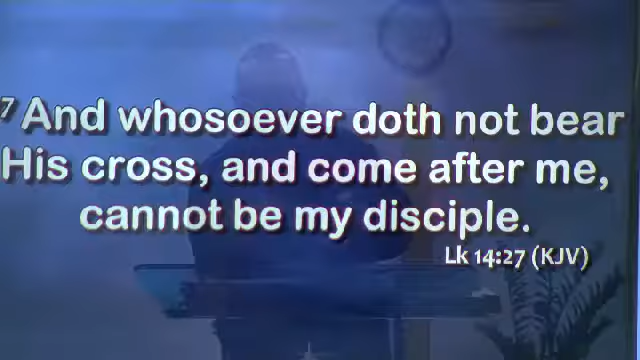 7 And whosoever doth not bear
His cross, and come after me,
cannot be my disciple.
Lk 14:27 (KJV)